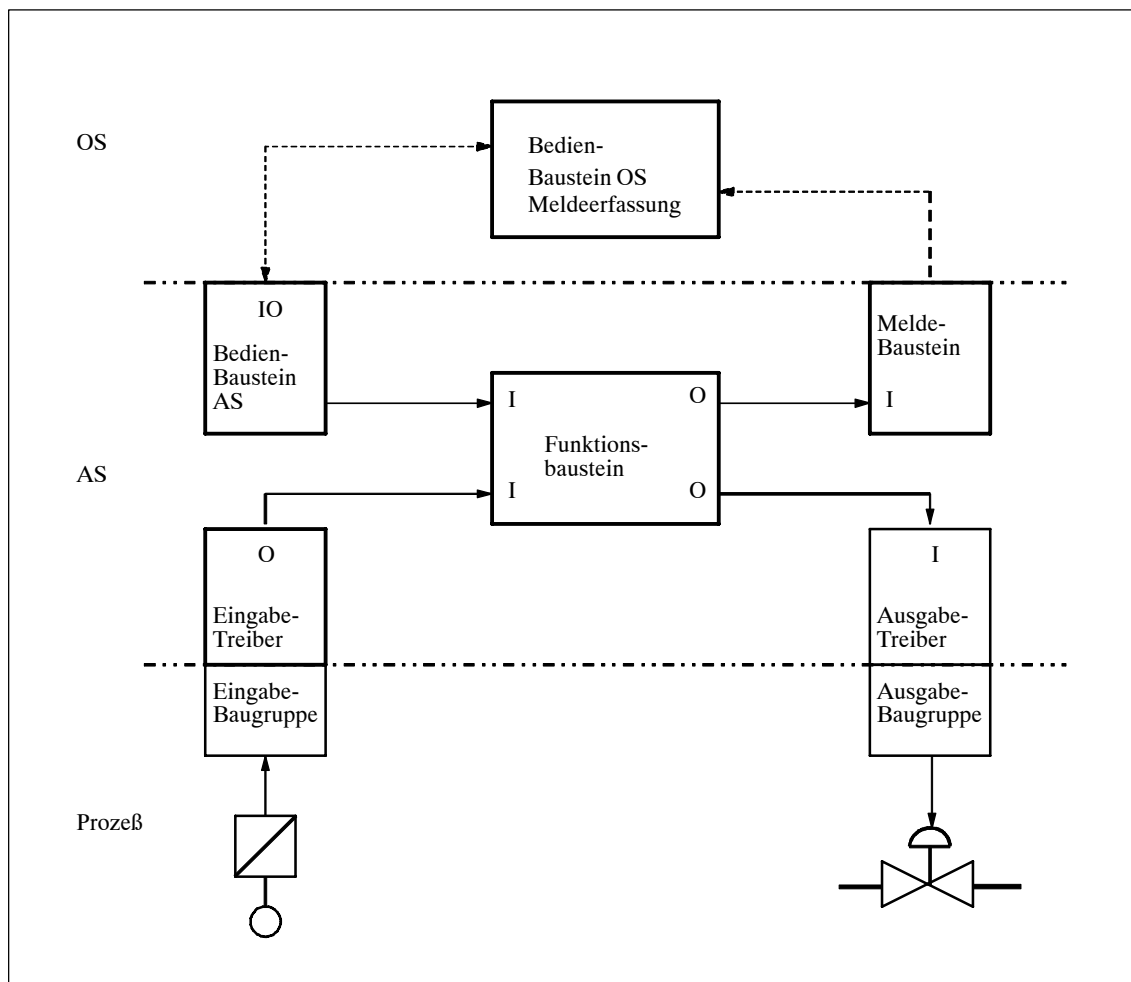 OS
Bedien-
Baustein OS
Meldeerfassung
IO
Bedien-
Baustein
AS
Melde-
Baustein
I
I
O
Funktions-
baustein
I
O
AS
O
Eingabe-
Treiber
I
Ausgabe-
Treiber
Eingabe-
Baugruppe
Ausgabe-
Baugruppe
Prozeß